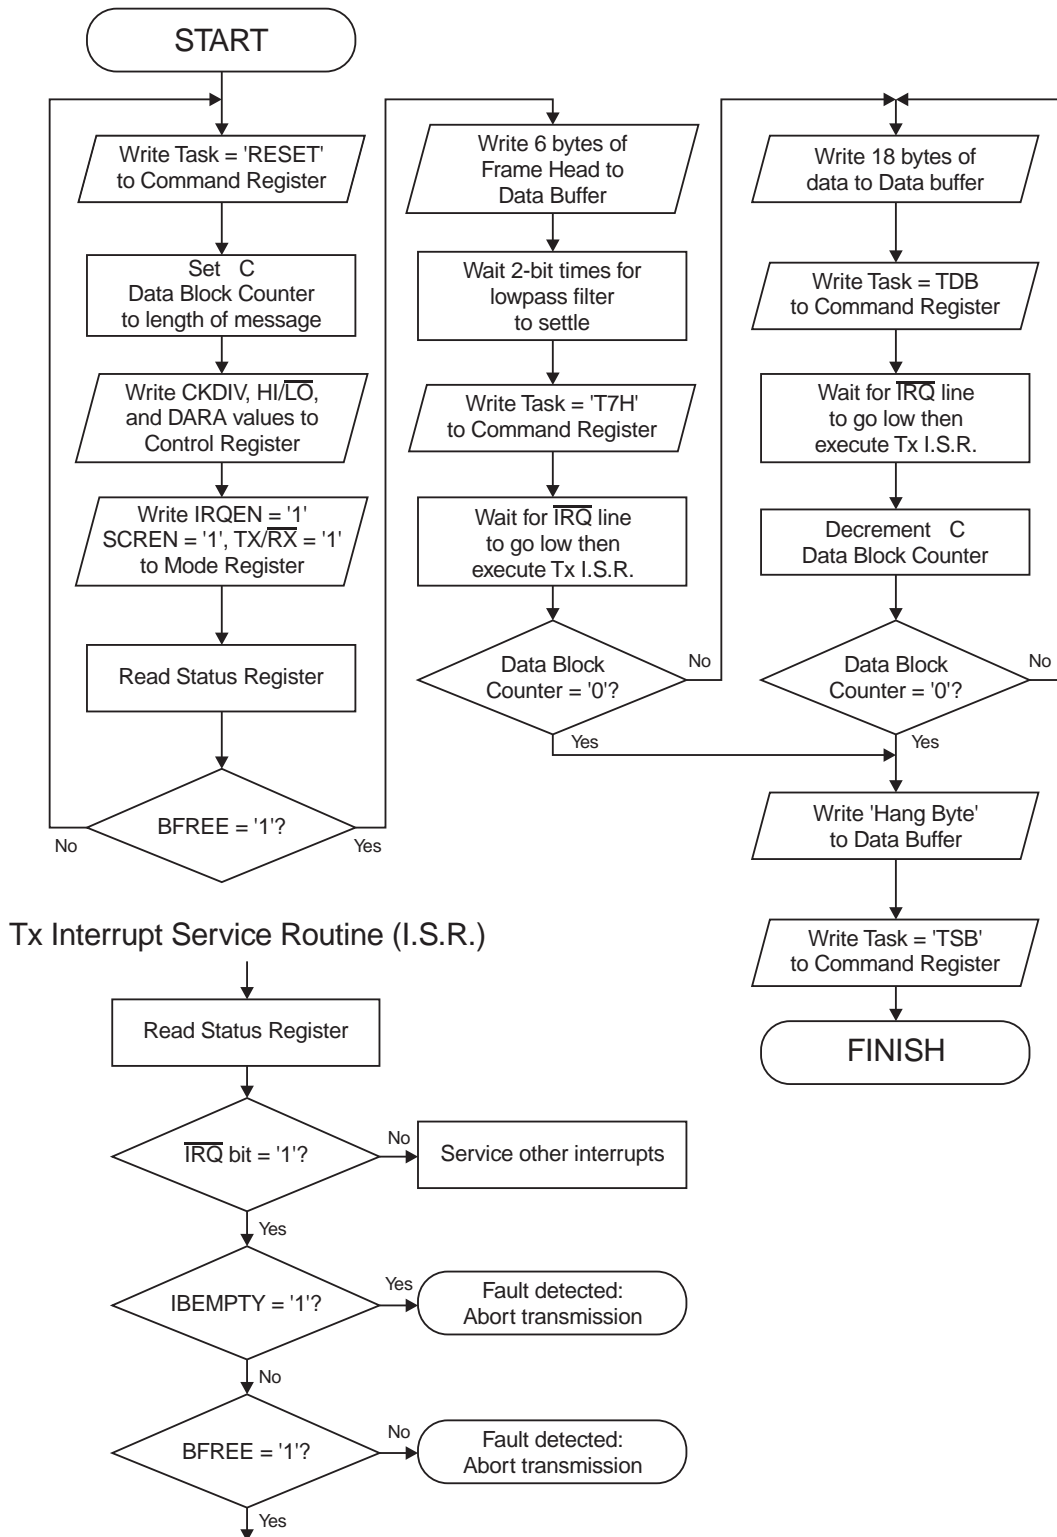 START
Write Task = 'RESET'
to Command Register
Set C
Data Block Counter
to length of message
Write CKDIV, HI/L̅O̅,
and DARA values to
Control Register
Write IRQEN = '1'
SCREN = '1', TX/R̅X̅ = '1'
to Mode Register
Read Status Register
BFREE = '1'?
No
Yes
Write 6 bytes of
Frame Head to
Data Buffer
Wait 2-bit times for
lowpass filter
to settle
Write Task = 'T7H'
to Command Register
Wait for I̅R̅Q̅ line
to go low then
execute Tx I.S.R.
Data Block
Counter = '0'?
No
Yes
Write 18 bytes of
data to Data buffer
Write Task = TDB
to Command Register
Wait for I̅R̅Q̅ line
to go low then
execute Tx I.S.R.
Decrement C
Data Block Counter
Data Block
Counter = '0'?
No
Yes
Write 'Hang Byte'
to Data Buffer
Write Task = 'TSB'
to Command Register
FINISH
Tx Interrupt Service Routine (I.S.R.)
Read Status Register
I̅R̅Q̅ bit = '1'?
No
Service other interrupts
Yes
IBEMPTY = '1'?
Yes
Fault detected:
Abort transmission
No
BFREE = '1'?
No
Fault detected:
Abort transmission
Yes